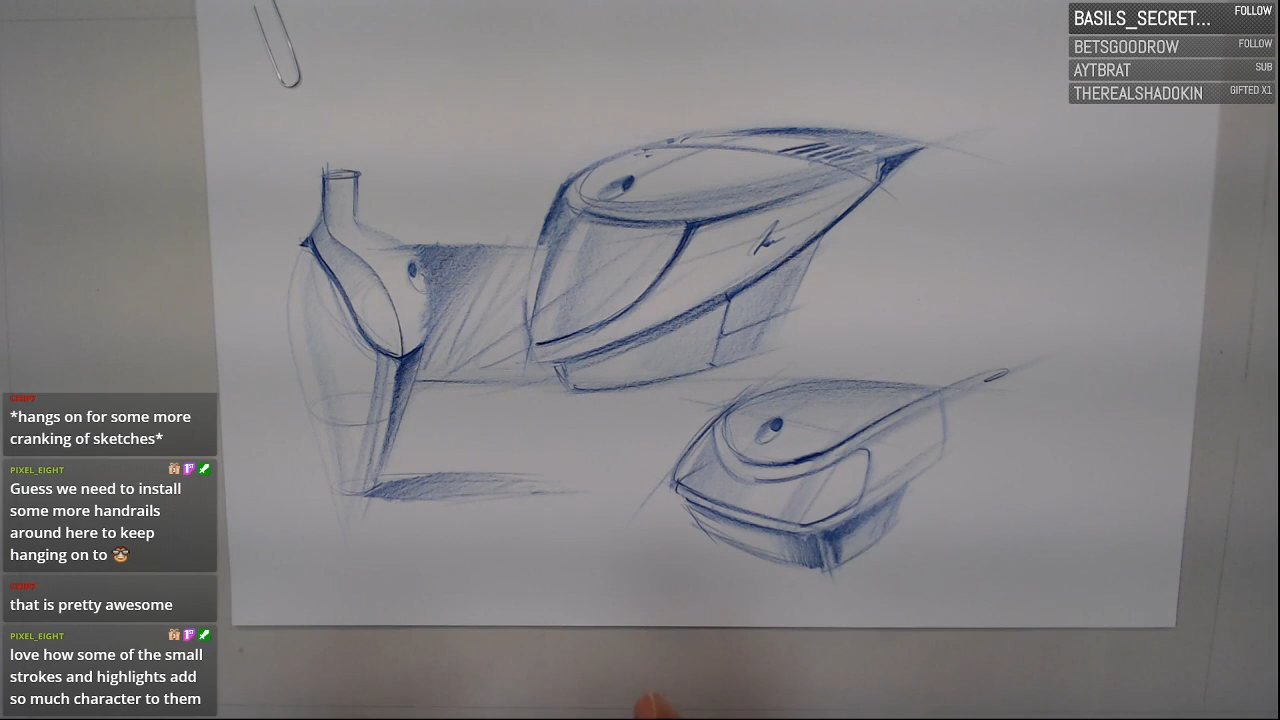 BASILS_SECRET... FOLLOW
BETSGOODROW FOLLOW
AYTBRAT SUB
THEREALSHADOKIN GIFTED X1
*hangs on for some more
cranking of sketches*
PIXEL_EIGHT
Guess we need to install
some more handrails
around here to keep
hanging on to
that is pretty awesome
PIXEL_EIGHT
love how some of the small
strokes and highlights add
so much character to them